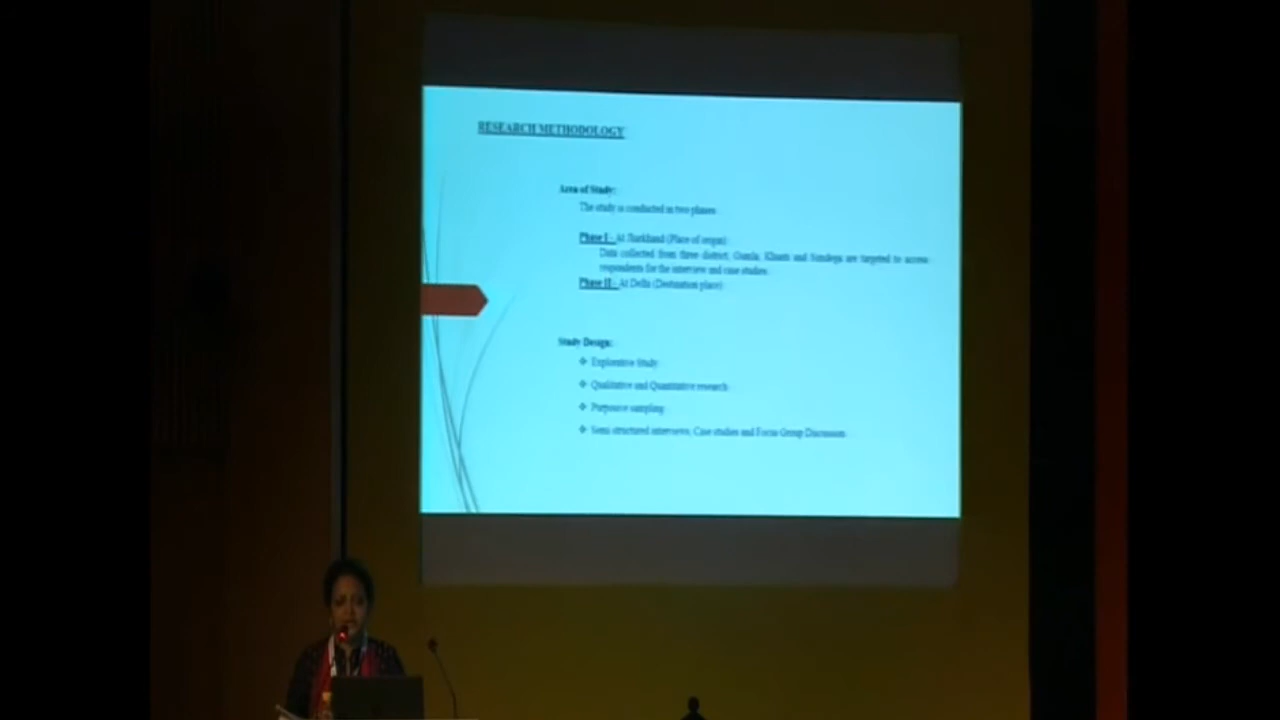 RESEARCH METHODOLOGY
Area of Study:
The study is conducted in two phases
Phase I:- At Jharkhand (Place of origin)
Data collected from three district, Gumla, Khunti and Simdega are targeted to access
respondents for the interview and case studies.
Phase II:- At Delhi (Destination place)
Study Design:
❖ Explorative Study
❖ Qualitative and Quantitative research
❖ Purposive sampling
❖ Semi structured interviews, Case studies and Focus Group Discussion